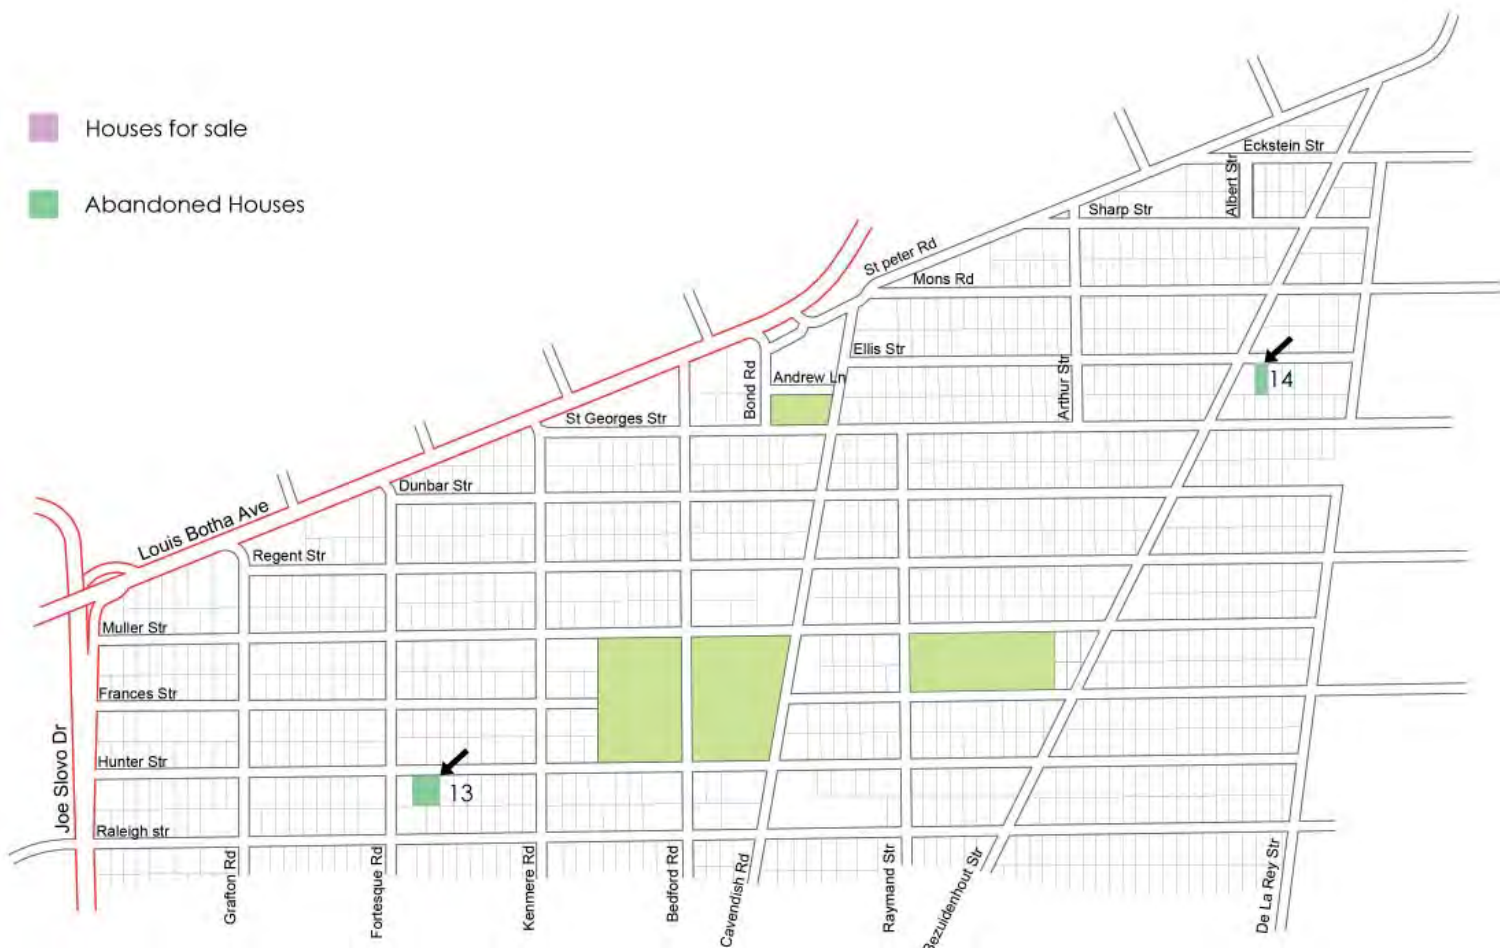 Houses for sale
Abandoned Houses
Eckstein Str
Albert Str
Sharp Str
St peter Rd
Mons Rd
Ellis Str
14
Andrew Ln
Bond Rd
Arthur Str
St Georges Str
Dunbar Str
Louis Botha Ave
Regent Str
Muller Str
Frances Str
Joe Slovo Dr
Hunter Str
13
Raleigh str
Grafton Rd
Fortesque Rd
Kenmere Rd
Bedford Rd
Cavendish Rd
Raymand Str
Bezuidenhout Str
De La Rey Str